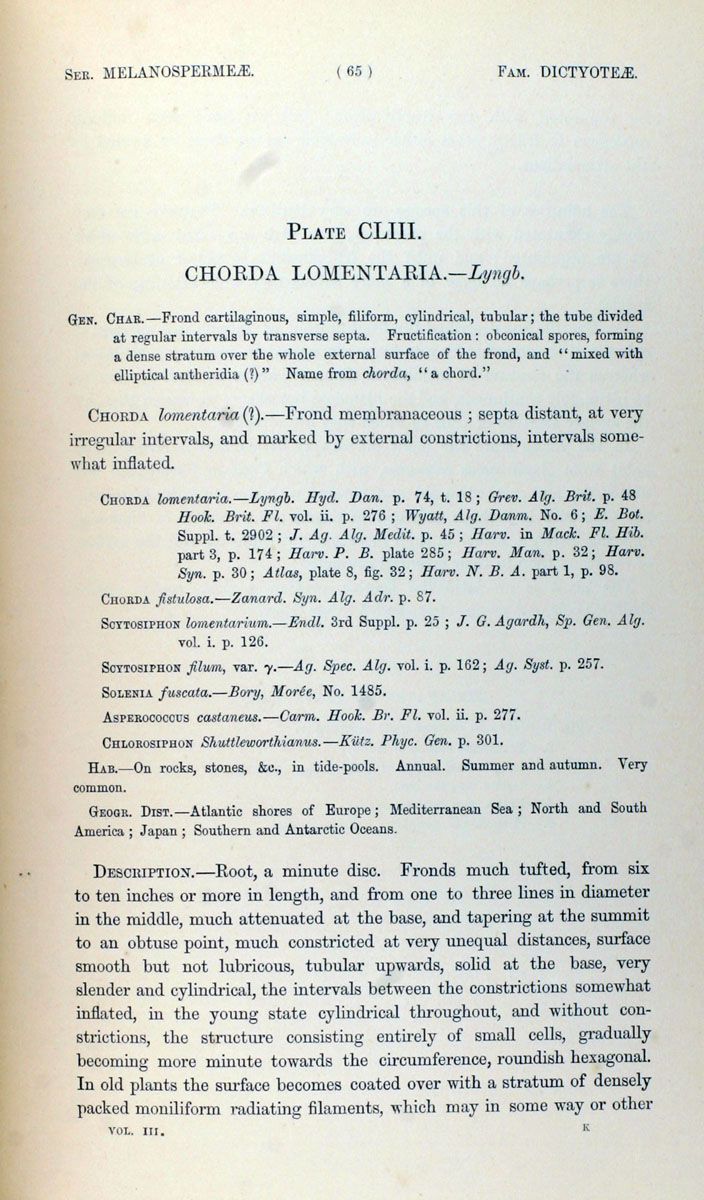 Ser. MELANOSPERMEÆ. ( 65 ) Fam. DICTYOTEÆ.
Plate CLIII.
CHORDA LOMENTARIA.—Lyngb.
Gen. Char.—Frond cartilaginous, simple, filiform, cylindrical, tubular; the tube divided
at regular intervals by transverse septa. Fructification: obconical spores, forming
a dense stratum over the whole external surface of the frond, and “mixed with
elliptical antheridia (?)” Name from chorda, “a chord.”
Chorda lomentaria (?).—Frond membranaceous; septa distant, at very
irregular intervals, and marked by external constrictions, intervals some-
what inflated.
Chorda lomentaria.—Lyngb. Hyd. Dan. p. 74, t. 18; Grev. Alg. Brit. p. 48
Hook. Brit. Fl. vol. ii. p. 276; Wyatt, Alg. Danm. No. 6; E. Bot.
Suppl. t. 2902; J. Ag. Alg. Medit. p. 45; Harv. in Mack. Fl. Hib.
part 3, p. 174; Harv. P. B. plate 285; Harv. Man. p. 32; Harv.
Syn. p. 30; Atlas, plate 8, fig. 32; Harv. N. B. A. part 1, p. 98.
Chorda fistulosa.—Zanard. Syn. Alg. Adr. p. 87.
Scytosiphon lomentarium.—Endl. 3rd Suppl. p. 25; J. G. Agardh, Sp. Gen. Alg.
vol. i. p. 126.
Scytosiphon filum, var. γ.—Ag. Spec. Alg. vol. i. p. 162; Ag. Syst. p. 257.
Solenia fuscata.—Bory, Morée, No. 1485.
Asperococcus castaneus.—Carm. Hook. Br. Fl. vol. ii. p. 277.
Chlorosiphon Shuttleworthianus.—Kütz. Phyc. Gen. p. 301.
Hab.—On rocks, stones, &c., in tide-pools. Annual. Summer and autumn. Very
common.
Geogr. Dist.—Atlantic shores of Europe; Mediterranean Sea; North and South
America; Japan; Southern and Antarctic Oceans.
Description.—Root, a minute disc. Fronds much tufted, from six
to ten inches or more in length, and from one to three lines in diameter
in the middle, much attenuated at the base, and tapering at the summit
to an obtuse point, much constricted at very unequal distances, surface
smooth but not lubricous, tubular upwards, solid at the base, very
slender and cylindrical, the intervals between the constrictions somewhat
inflated, in the young state cylindrical throughout, and without con-
strictions, the structure consisting entirely of small cells, gradually
becoming more minute towards the circumference, roundish hexagonal.
In old plants the surface becomes coated over with a stratum of densely
packed moniliform radiating filaments, which may in some way or other
VOL. III. K